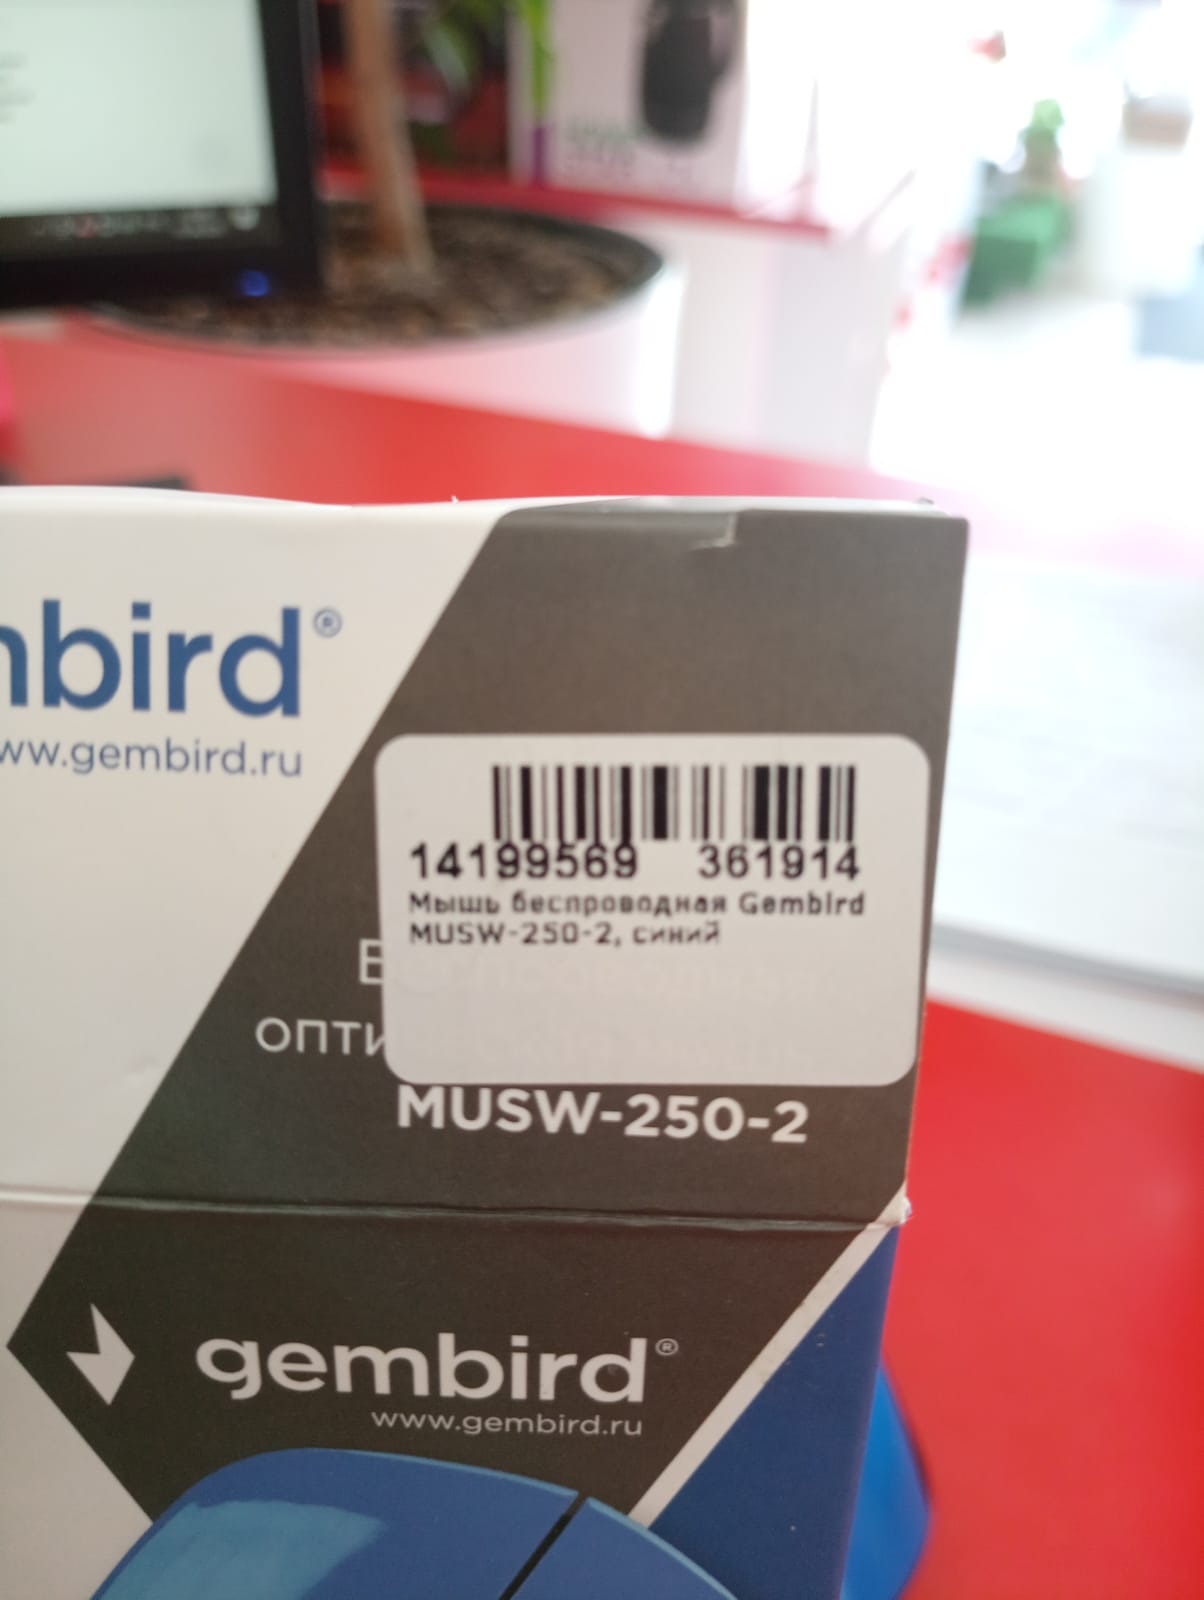 mbird®
ww.gembird.ru
14199569 361914
Мышь беспроводная Gembird
MUSW-250-2, синий
опти
MUSW-250-2
gembird®
www.gembird.ru